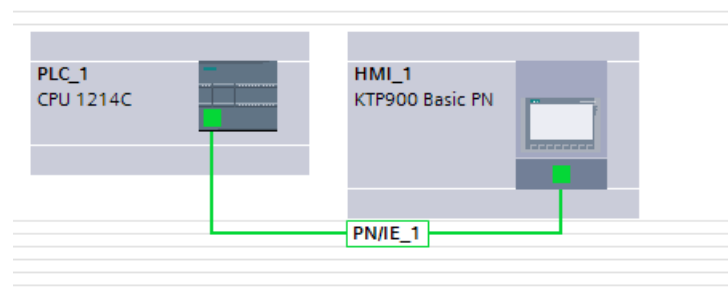 PLC_1
CPU 1214C
HMI_1
KTP900 Basic PN
PN/IE_1